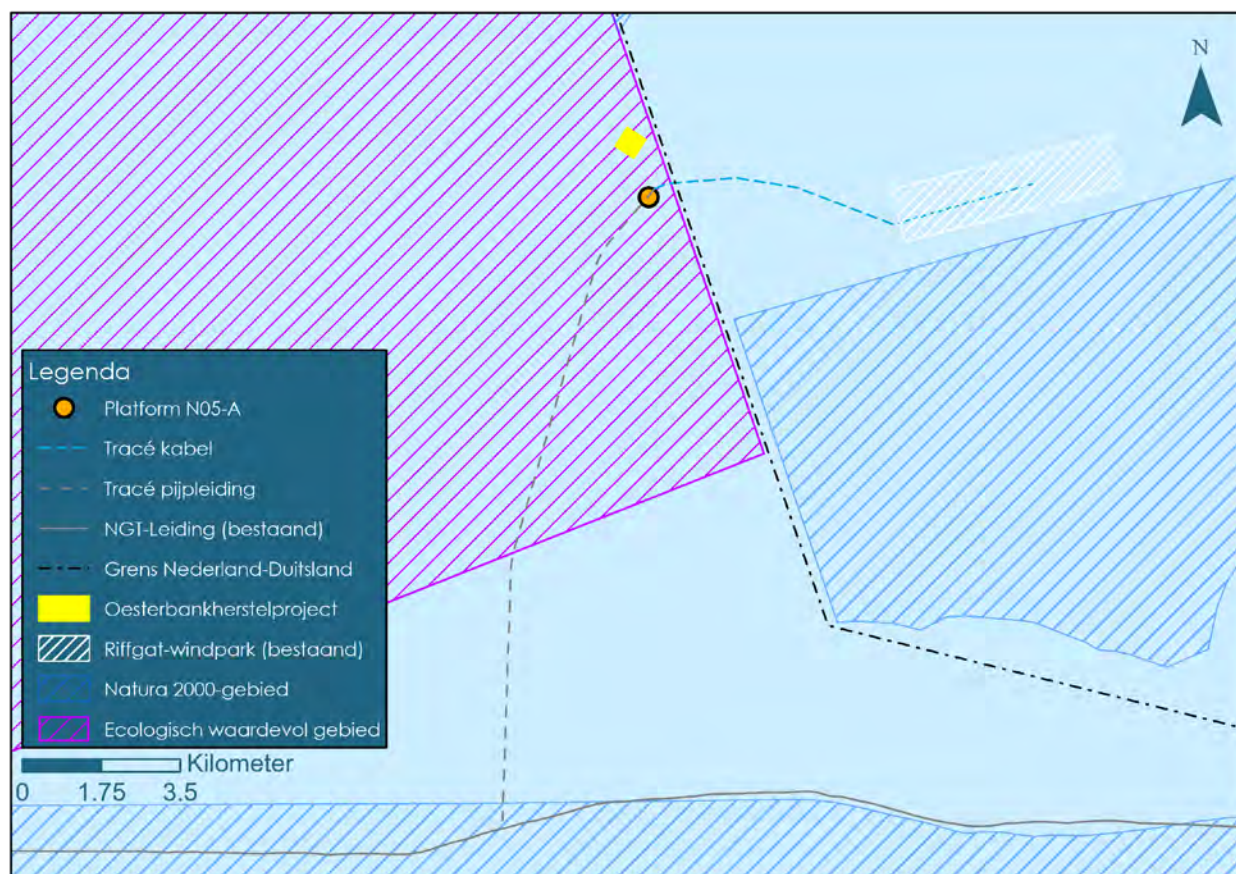 N
Legenda
Platform N05-A
Tracé kabel
Tracé pijpleiding
NGT-Leiding (bestaand)
Grens Nederland-Duitsland
Oesterbankherstelproject
Riffgat-windpark (bestaand)
Natura 2000-gebied
Ecologisch waardevol gebied
Kilometer
0 1.75 3.5